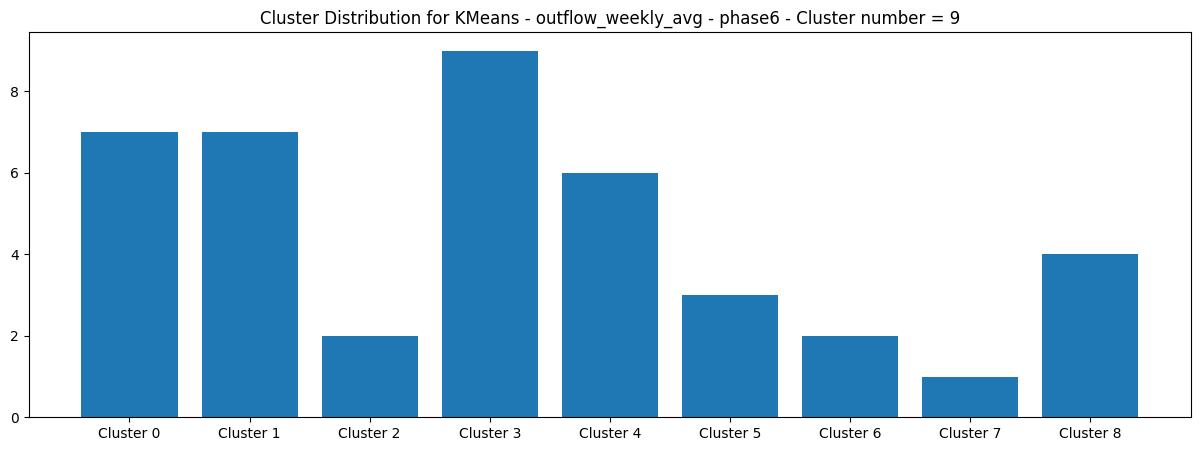 Cluster Distribution for KMeans - outflow_weekly_avg - phase6 - Cluster number = 9
8
6
4
2
0
Cluster 0 Cluster 1 Cluster 2 Cluster 3 Cluster 4 Cluster 5 Cluster 6 Cluster 7 Cluster 8